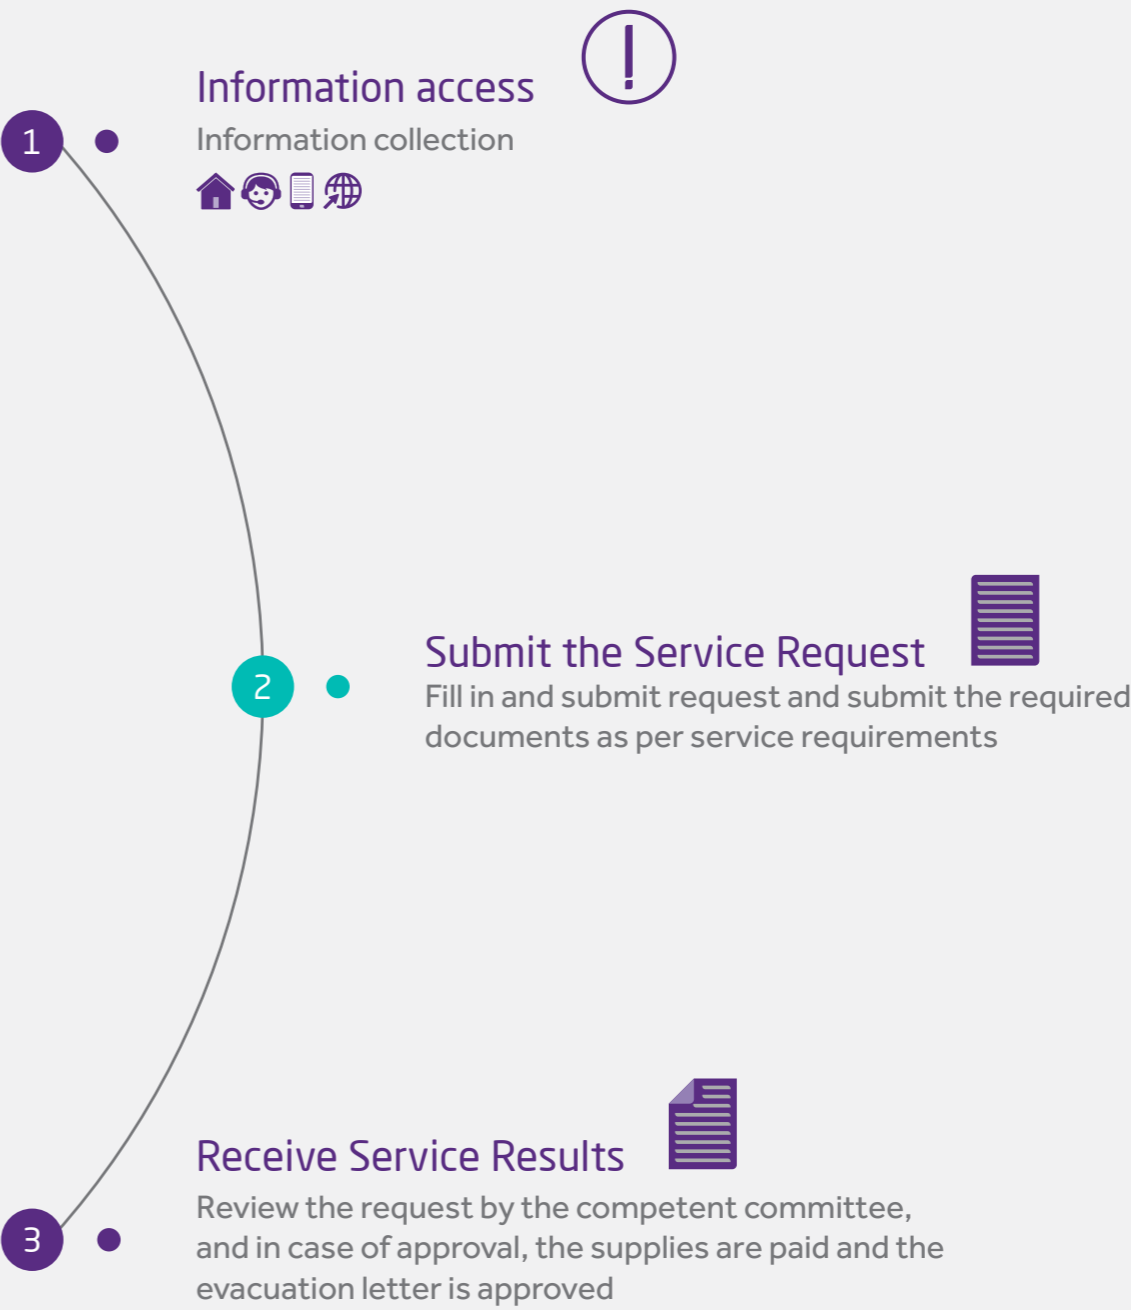 Information access
1
Information collection
Submit the Service Request
2
Fill in and submit request and submit the required
documents as per service requirements
Receive Service Results
3
Review the request by the competent committee,
and in case of approval, the supplies are paid and the
evacuation letter is approved